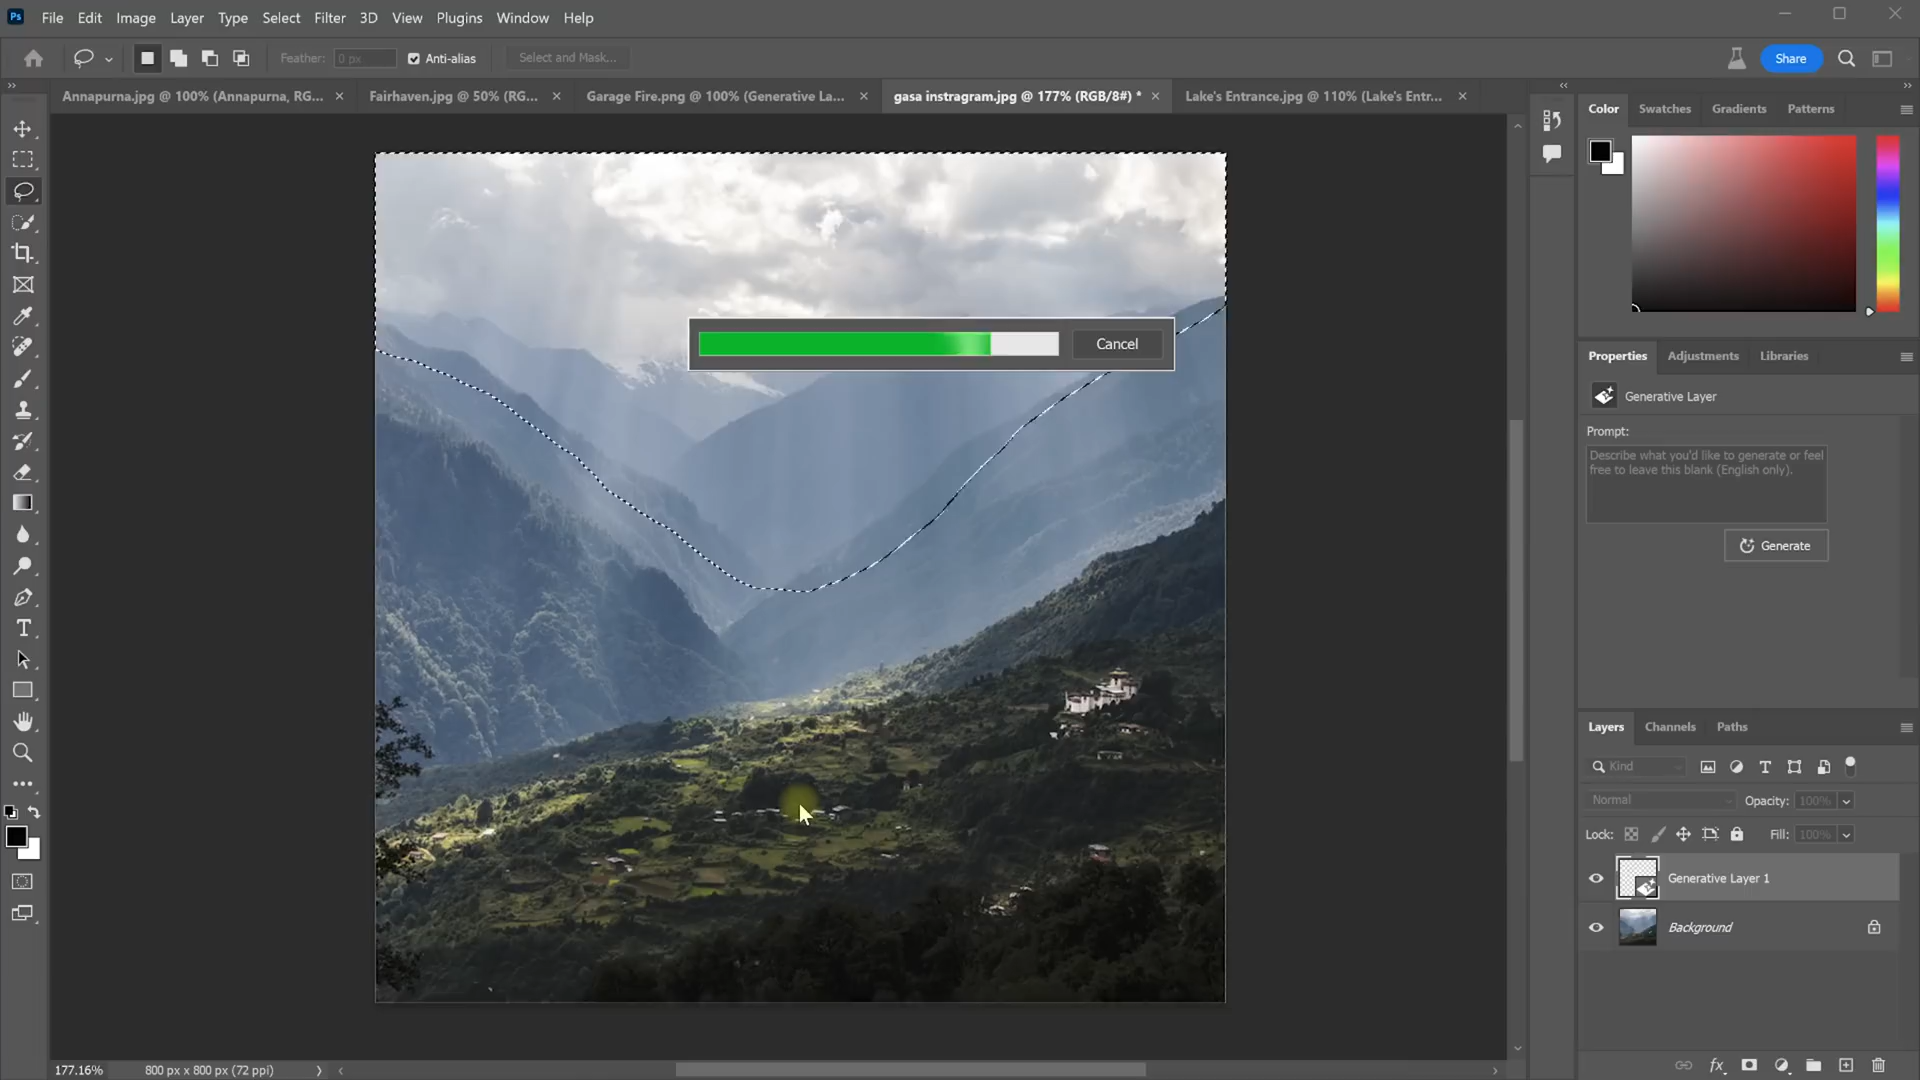 Ps File Edit Image Layer Type Select Filter 3D View Plugins Window Help
Feather: 0 px Anti-alias Select and Mask... Share
Annapurna.jpg @ 100% (Annapurna, RG... Fairhaven.jpg @ 50% (RG... Garage Fire.png @ 100% (Generative La... gasa instragram.jpg @ 177% (RGB/8#) * Lake's Entrance.jpg @ 110% (Lake's Entr...
Color Swatches Gradients Patterns
Cancel
Properties Adjustments Libraries
Generative Layer
Prompt:
Describe what you'd like to generate or feel
free to leave this blank (English only).
Generate
Layers Channels Paths
Kind
Normal Opacity: 100%
Lock: Fill: 100%
Generative Layer 1
Background
177.16% 800 px x 800 px (72 ppi)